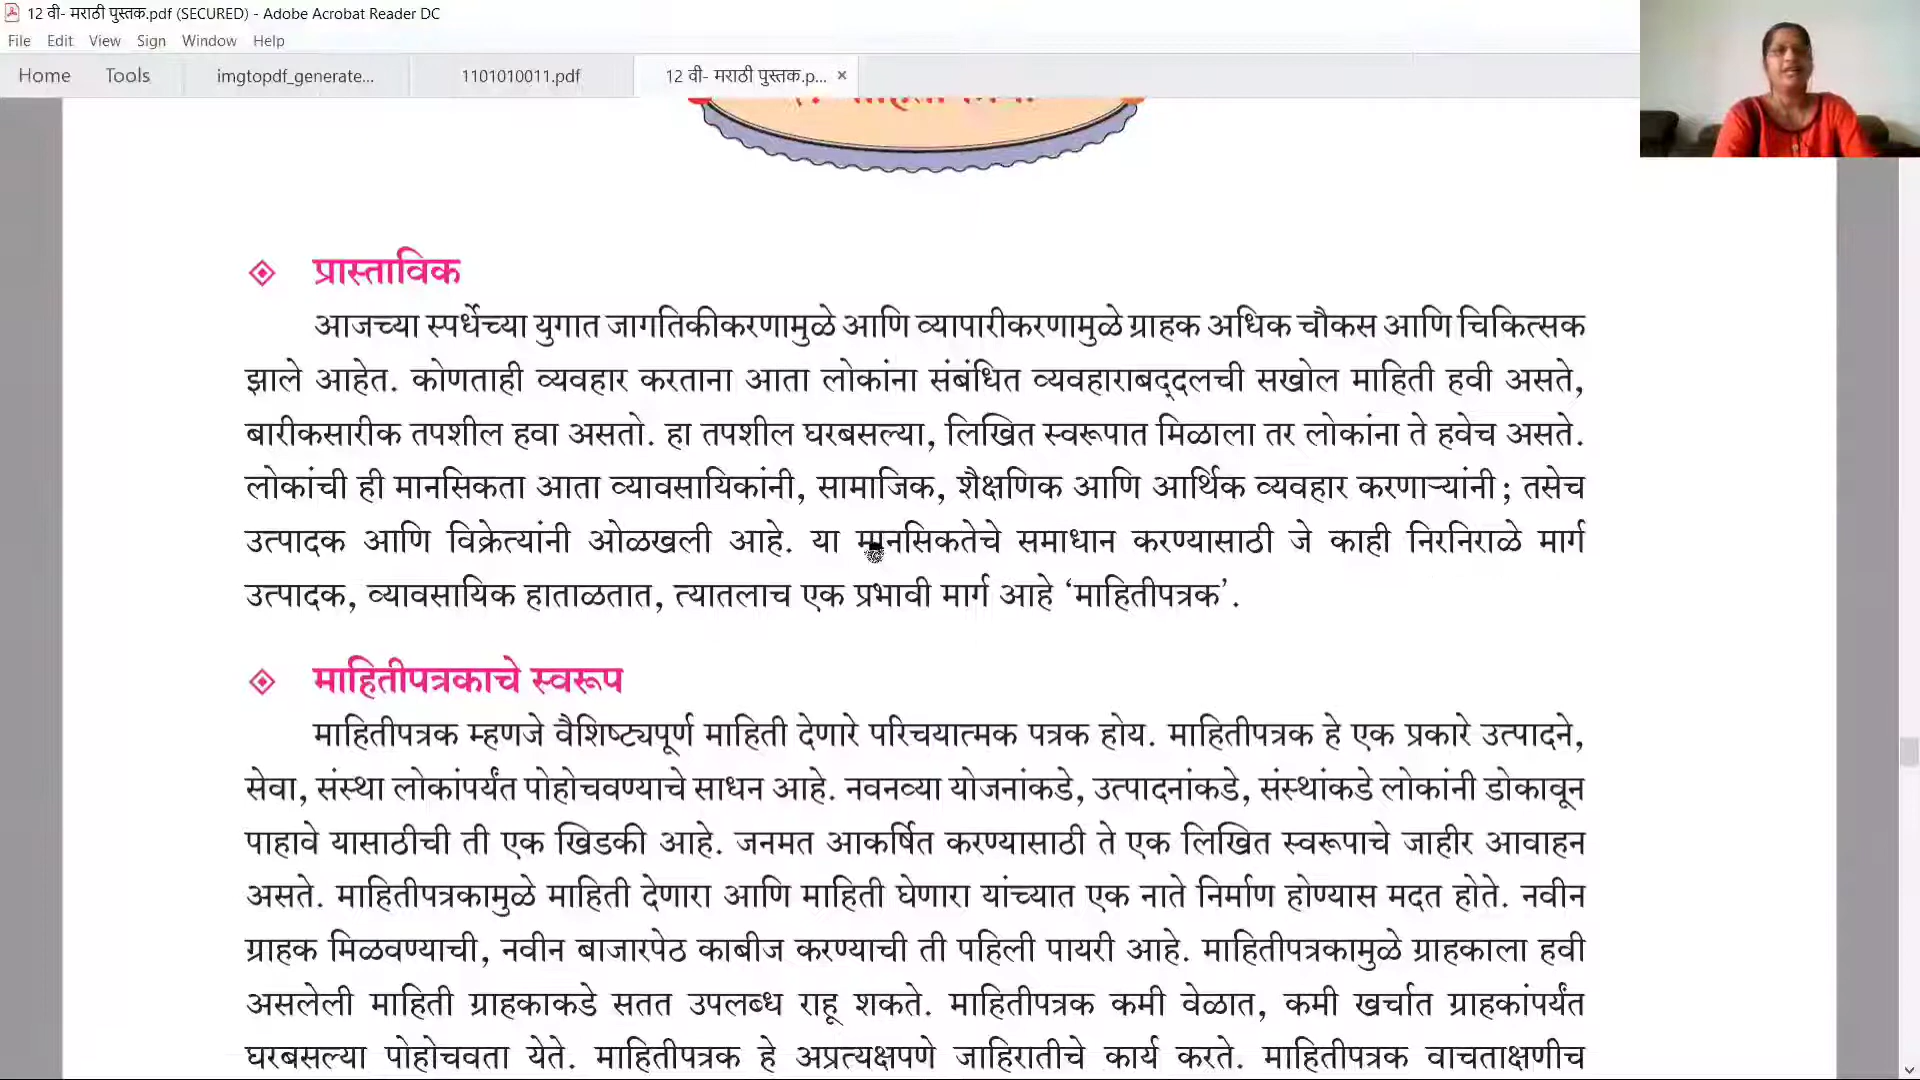 12 वी- मराठी पुस्तक.pdf (SECURED) - Adobe Acrobat Reader DC
File Edit View Sign Window Help
Home Tools imgtopdf_generate... 1101010011.pdf 12 वी- मराठी पुस्तक.p... ×
प्रास्ताविक
आजच्या स्पर्धेच्या युगात जागतिकीकरणामुळे आणि व्यापारीकरणामुळे ग्राहक अधिक चौकस आणि चिकित्सक
झाले आहेत. कोणताही व्यवहार करताना आता लोकांना संबंधित व्यवहाराबद्दलची सखोल माहिती हवी असते,
बारीकसारीक तपशील हवा असतो. हा तपशील घरबसल्या, लिखित स्वरूपात मिळाला तर लोकांना ते हवेच असते.
लोकांची ही मानसिकता आता व्यावसायिकांनी, सामाजिक, शैक्षणिक आणि आर्थिक व्यवहार करणाऱ्यांनी; तसेच
उत्पादक आणि विक्रेत्यांनी ओळखली आहे. या मानसिकतेचे समाधान करण्यासाठी जे काही निरनिराळे मार्ग
उत्पादक, व्यावसायिक हाताळतात, त्यातलाच एक प्रभावी मार्ग आहे ‘माहितीपत्रक’.
माहितीपत्रकाचे स्वरूप
माहितीपत्रक म्हणजे वैशिष्ट्यपूर्ण माहिती देणारे परिचयात्मक पत्रक होय. माहितीपत्रक हे एक प्रकारे उत्पादने,
सेवा, संस्था लोकांपर्यंत पोहोचवण्याचे साधन आहे. नवनव्या योजनांकडे, उत्पादनांकडे, संस्थांकडे लोकांनी डोकावून
पाहावे यासाठीची ती एक खिडकी आहे. जनमत आकर्षित करण्यासाठी ते एक लिखित स्वरूपाचे जाहीर आवाहन
असते. माहितीपत्रकामुळे माहिती देणारा आणि माहिती घेणारा यांच्यात एक नाते निर्माण होण्यास मदत होते. नवीन
ग्राहक मिळवण्याची, नवीन बाजारपेठ काबीज करण्याची ती पहिली पायरी आहे. माहितीपत्रकामुळे ग्राहकाला हवी
असलेली माहिती ग्राहकाकडे सतत उपलब्ध राहू शकते. माहितीपत्रक कमी वेळात, कमी खर्चात ग्राहकांपर्यंत
घरबसल्या पोहोचवता येते. माहितीपत्रक हे अप्रत्यक्षपणे जाहिरातीचे कार्य करते. माहितीपत्रक वाचताक्षणीच